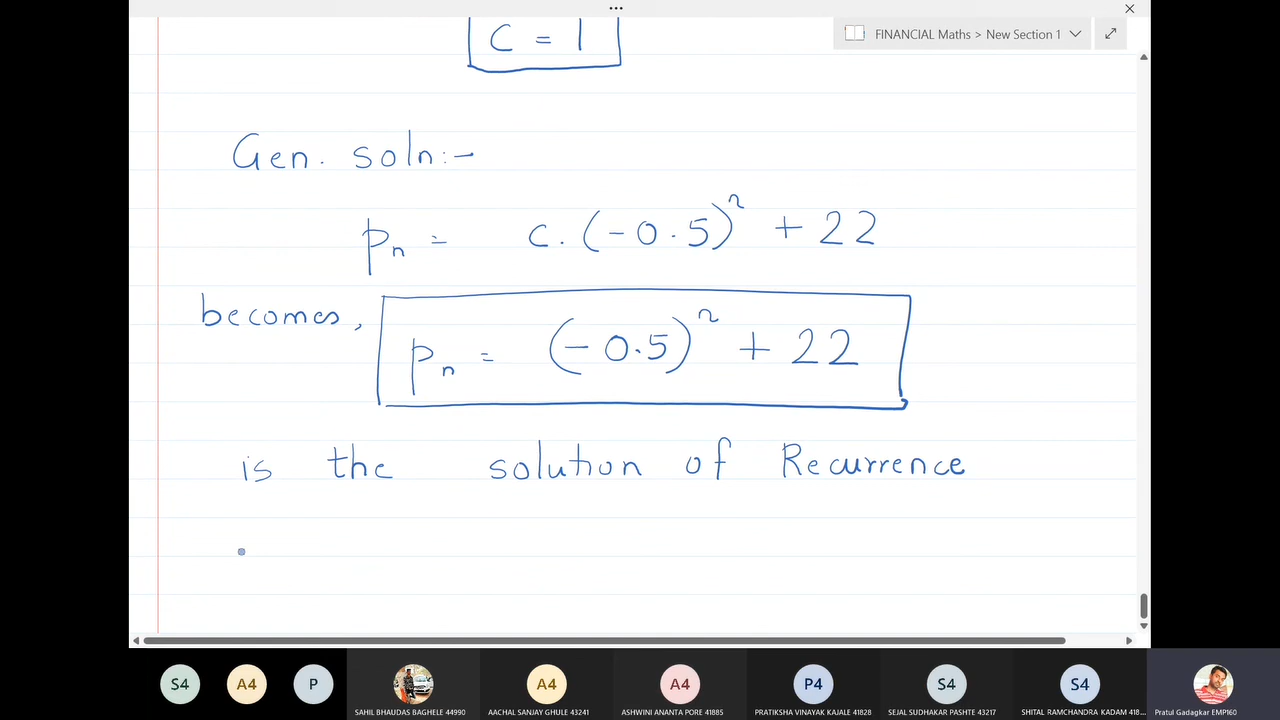 FINANCIAL Maths > New Section 1
c = 1
Gen. soln:-
pₙ = c. (-0.5)ⁿ + 22
becomes,
pₙ = (-0.5)ⁿ + 22
is the solution of Recurrence
S4 A4 P A4 A4 P4 S4 S4
SAHIL BHAUDAS BAGHELE 44990
AACHAL SANJAY GHULE 43241
ASHWINI ANANTA PORE 41885
PRATIKSHA VINAYAK KAJALE 41828
SEJAL SUDHAKAR PASHTE 43217
SHITAL RAMCHANDRA KADAM 418...
Pratul Gadagkar EMP160